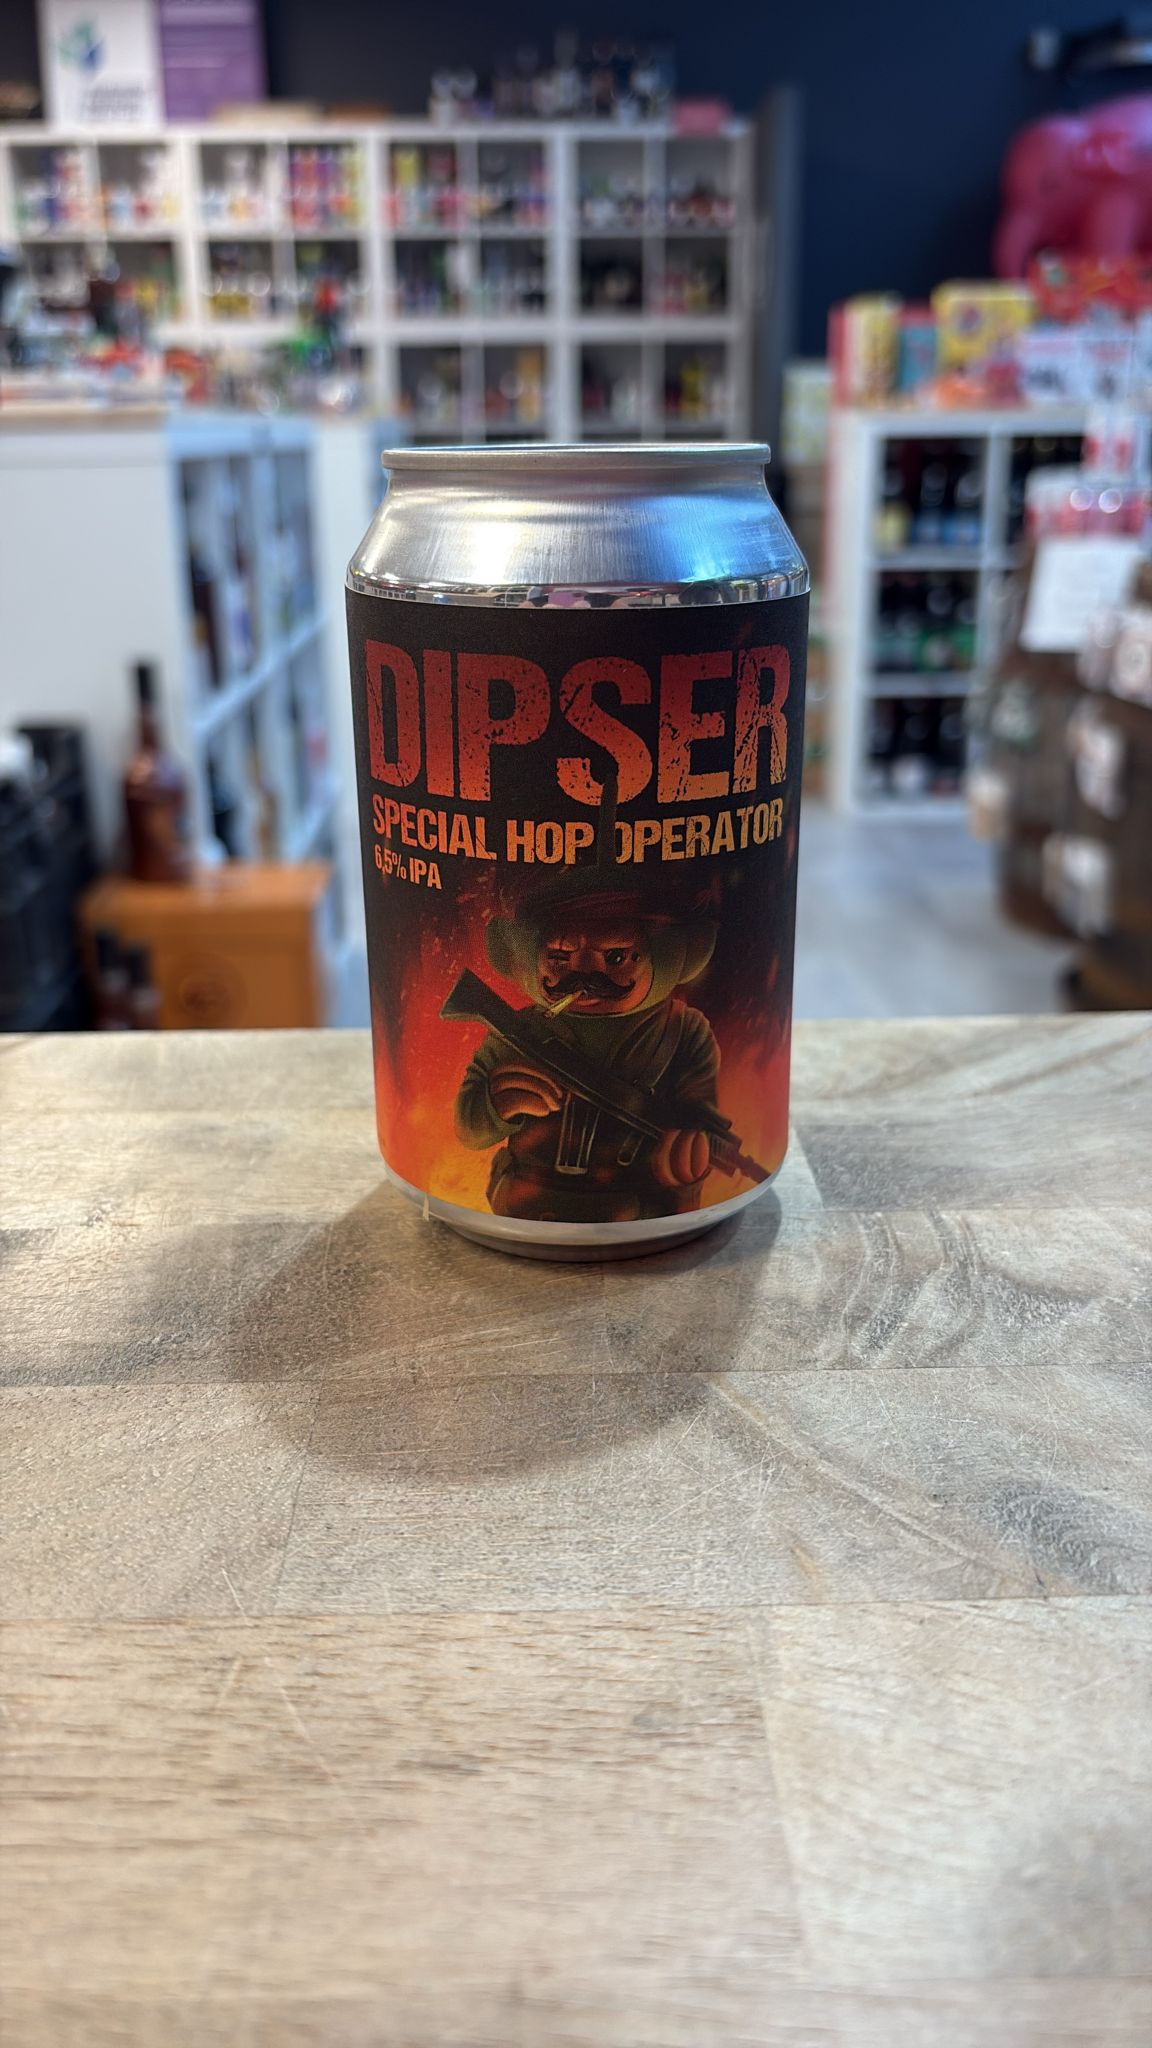 DIPSER
SPECIAL HOP OPERATOR
6,5% IPA